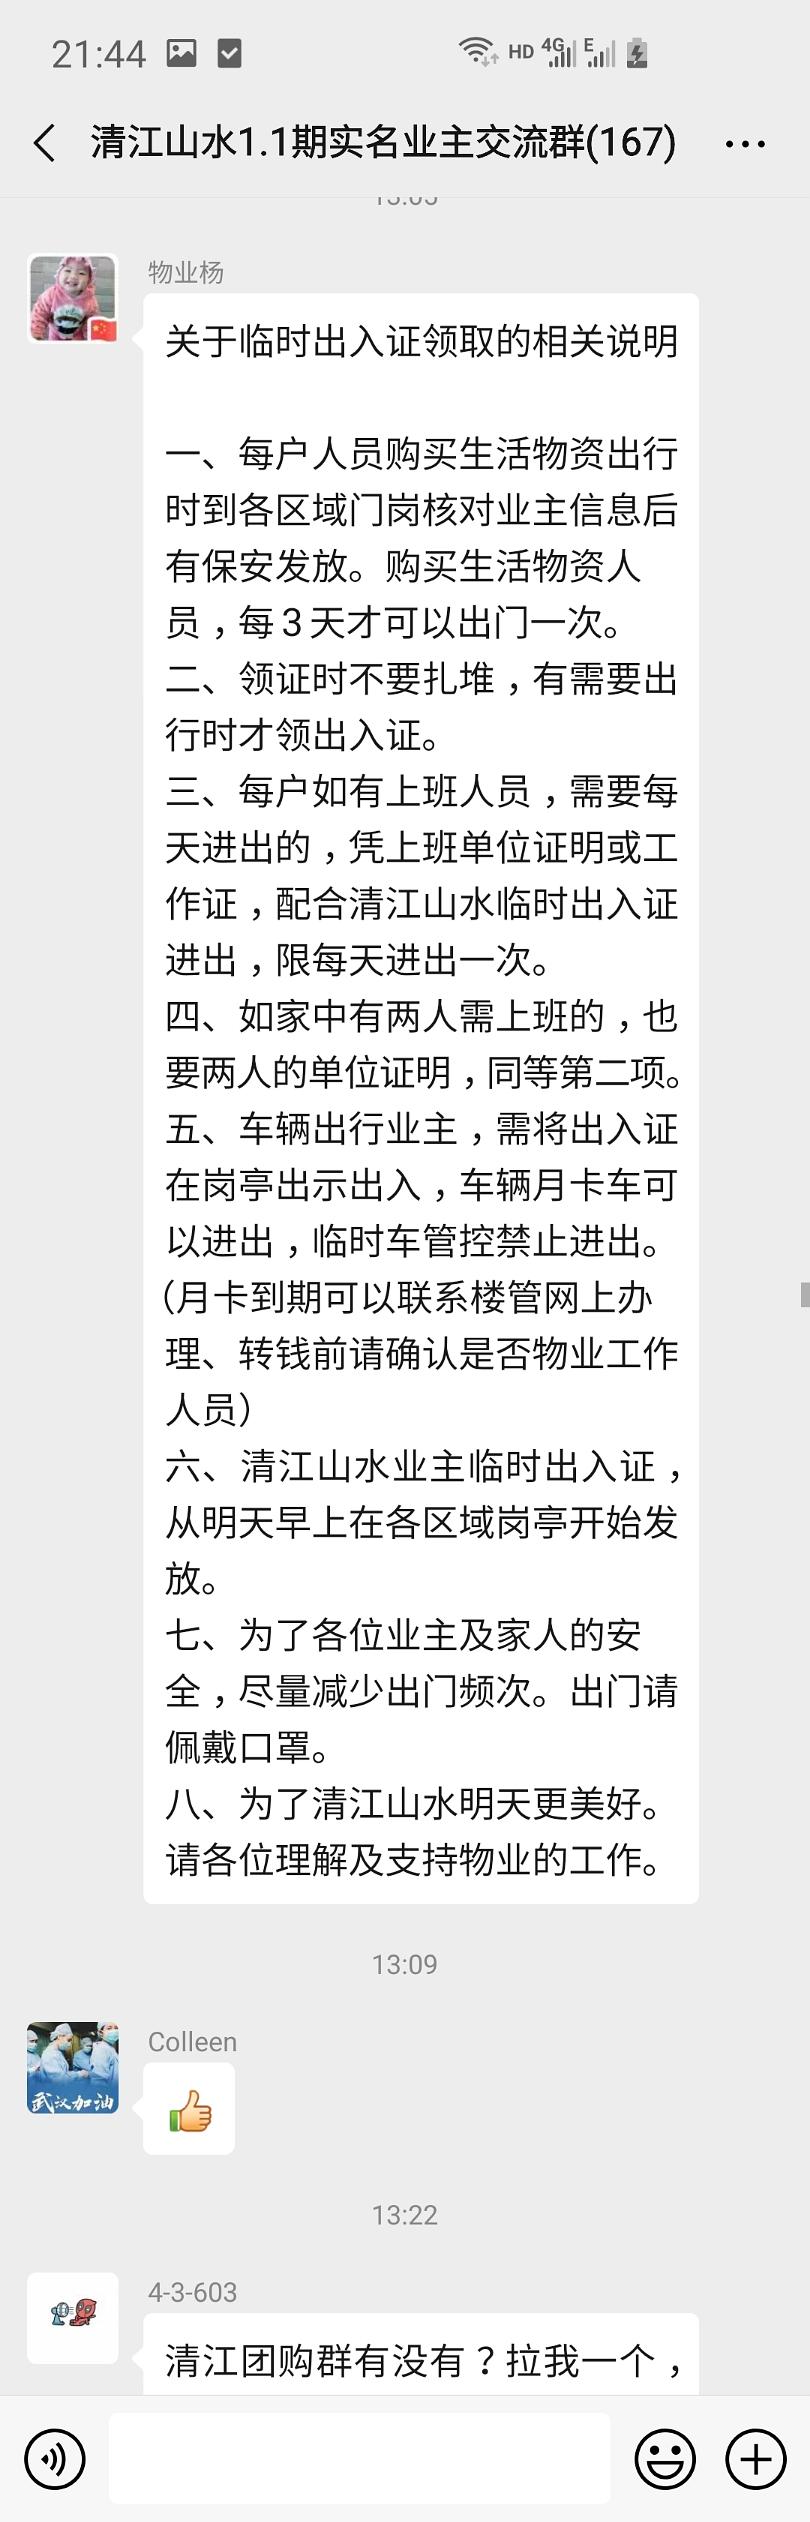 21:44
HD 4G E
清江山水1.1期实名业主交流群(167)
13:05
物业杨
关于临时出入证领取的相关说明
一、每户人员购买生活物资出行
时到各区域门岗核对业主信息后
有保安发放。购买生活物资人
员，每3天才可以出门一次。
二、领证时不要扎堆，有需要出
行时才领出入证。
三、每户如有上班人员，需要每
天进出的，凭上班单位证明或工
作证，配合清江山水临时出入证
进出，限每天进出一次。
四、如家中有两人需上班的，也
要两人的单位证明，同等第二项。
五、车辆出行业主，需将出入证
在岗亭出示出入，车辆月卡车可
以进出，临时车管控禁止进出。
（月卡到期可以联系楼管网上办
理、转钱前请确认是否物业工作
人员）
六、清江山水业主临时出入证，
从明天早上在各区域岗亭开始发
放。
七、为了各位业主及家人的安
全，尽量减少出门频次。出门请
佩戴口罩。
八、为了清江山水明天更美好。
请各位理解及支持物业的工作。
13:09
Colleen
武汉加油
13:22
4-3-603
清江团购群有没有？拉我一个，